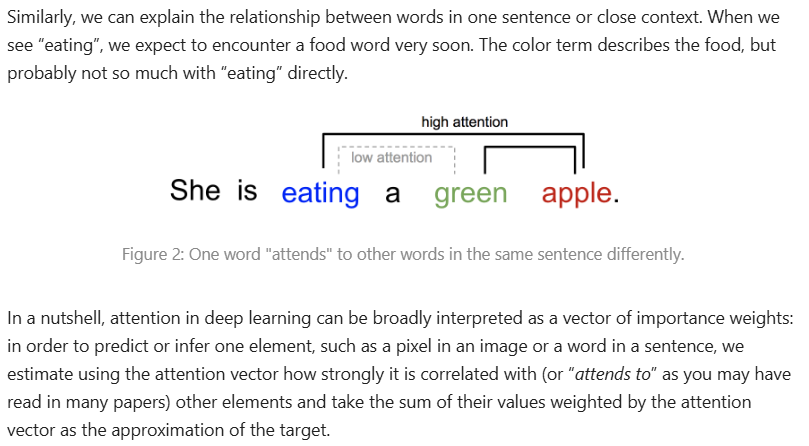 Similarly, we can explain the relationship between words in one sentence or close context. When we
see “eating”, we expect to encounter a food word very soon. The color term describes the food, but
probably not so much with “eating” directly.
high attention
low attention
She is eating a green apple.
Figure 2: One word "attends" to other words in the same sentence differently.
In a nutshell, attention in deep learning can be broadly interpreted as a vector of importance weights:
in order to predict or infer one element, such as a pixel in an image or a word in a sentence, we
estimate using the attention vector how strongly it is correlated with (or “attends to” as you may have
read in many papers) other elements and take the sum of their values weighted by the attention
vector as the approximation of the target.